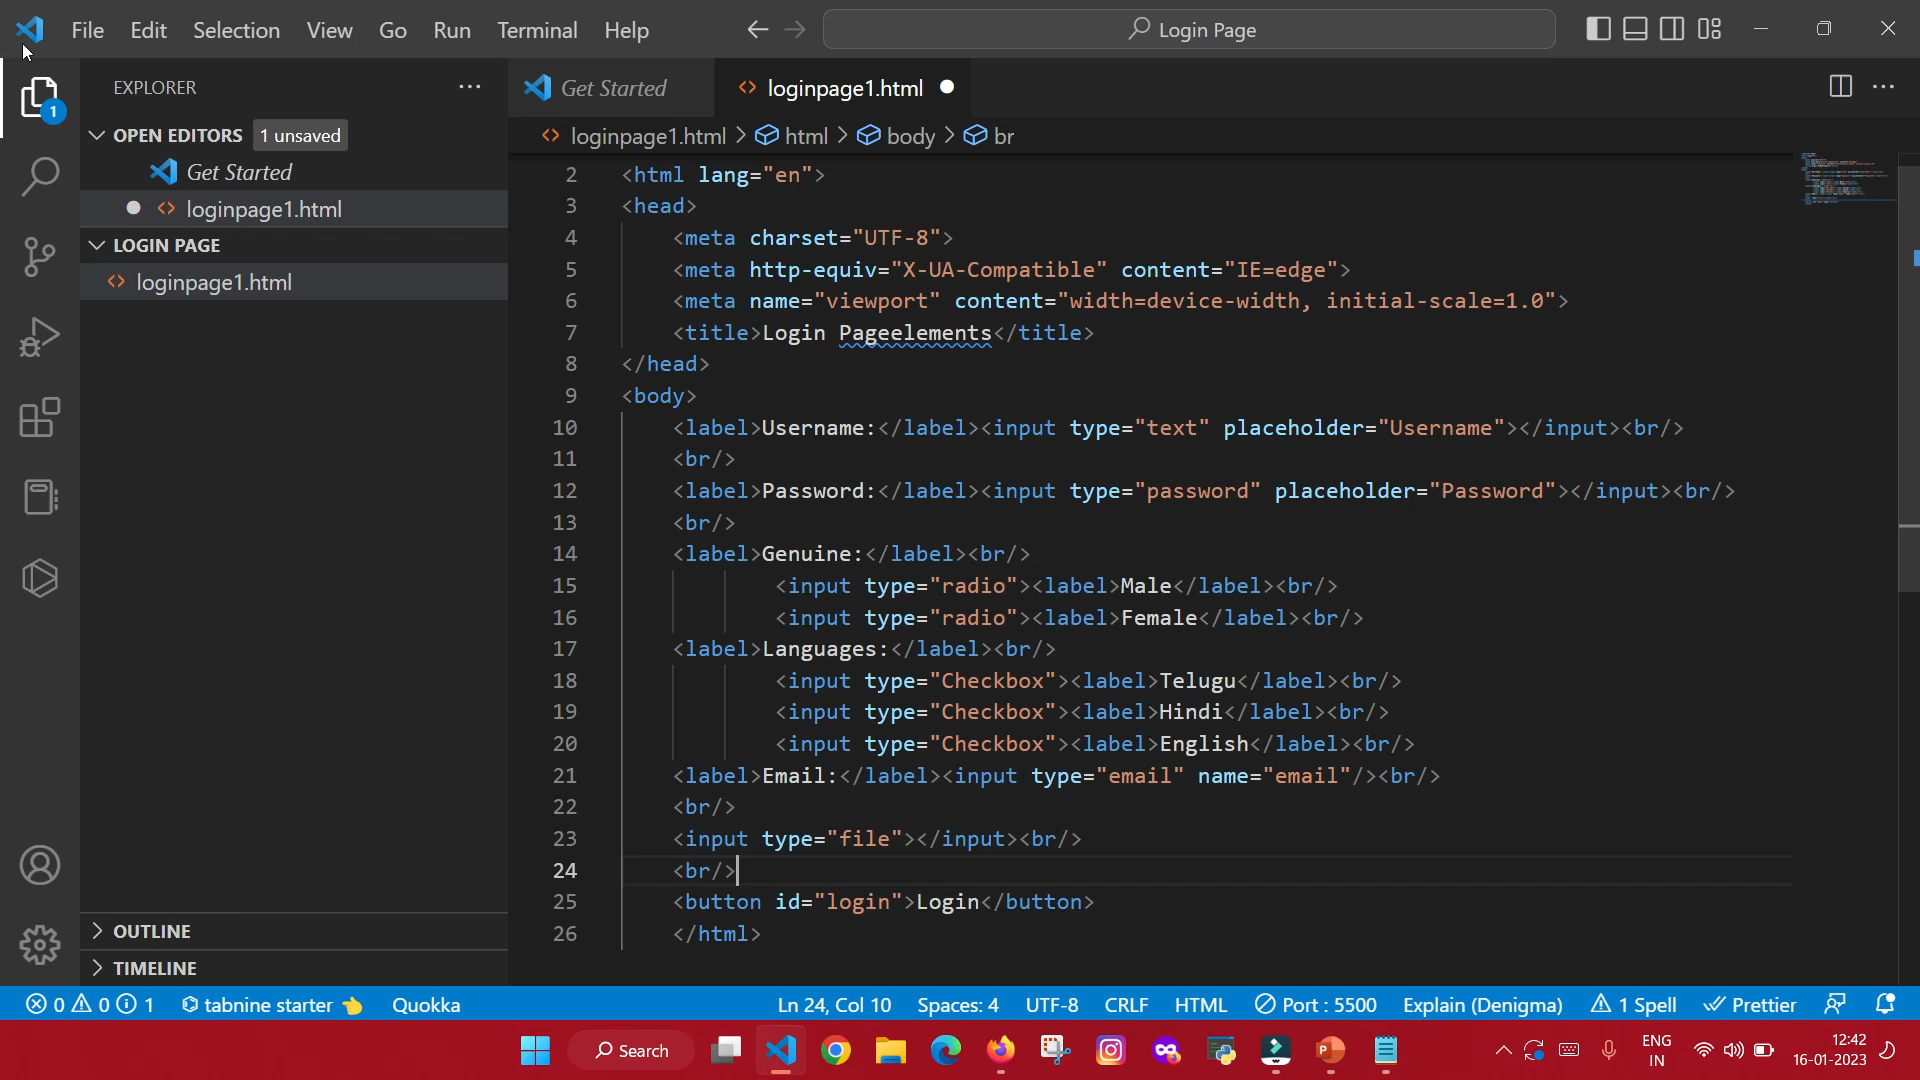 File Edit Selection View Go Run Terminal Help
Login Page
EXPLORER
OPEN EDITORS 1 unsaved
Get Started
loginpage1.html
LOGIN PAGE
loginpage1.html
OUTLINE
TIMELINE
1
Get Started
loginpage1.html
loginpage1.html > html > body > br
2 <html lang="en">
3 <head>
4 <meta charset="UTF-8">
5 <meta http-equiv="X-UA-Compatible" content="IE=edge">
6 <meta name="viewport" content="width=device-width, initial-scale=1.0">
7 <title>Login Pageelements</title>
8 </head>
9 <body>
10 <label>Username:</label><input type="text" placeholder="Username"></input><br/>
11 <br/>
12 <label>Password:</label><input type="password" placeholder="Password"></input><br/>
13 <br/>
14 <label>Genuine:</label><br/>
15 <input type="radio"><label>Male</label><br/>
16 <input type="radio"><label>Female</label><br/>
17 <label>Languages:</label><br/>
18 <input type="Checkbox"><label>Telugu</label><br/>
19 <input type="Checkbox"><label>Hindi</label><br/>
20 <input type="Checkbox"><label>English</label><br/>
21 <label>Email:</label><input type="email" name="email"/><br/>
22 <br/>
23 <input type="file"></input><br/>
24 <br/>
25 <button id="login">Login</button>
26 </html>
0 0 1 tabnine starter Quokka Ln 24, Col 10 Spaces: 4 UTF-8 CRLF HTML Port : 5500 Explain (Denigma) 1 Spell Prettier
Search
ENG
IN
12:42
16-01-2023